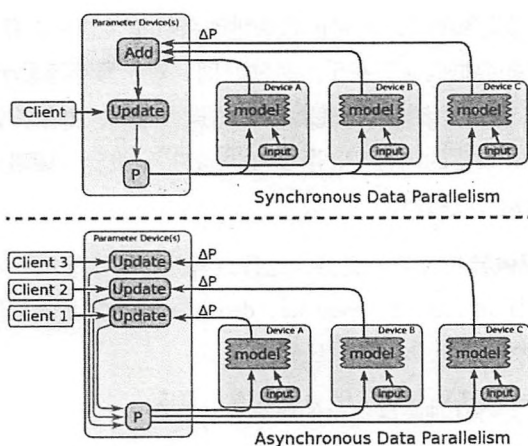 Parameter Device(s)
ΔP
Add
Device A
Device B
Device C
Client
Update
model
model
model
input
input
input
P
Synchronous Data Parallelism
Parameter Device(s)
Client 3
Update
ΔP
Client 2
Update
ΔP
Client 1
Update
ΔP
Device A
Device B
Device C
model
model
model
input
input
input
P
Asynchronous Data Parallelism